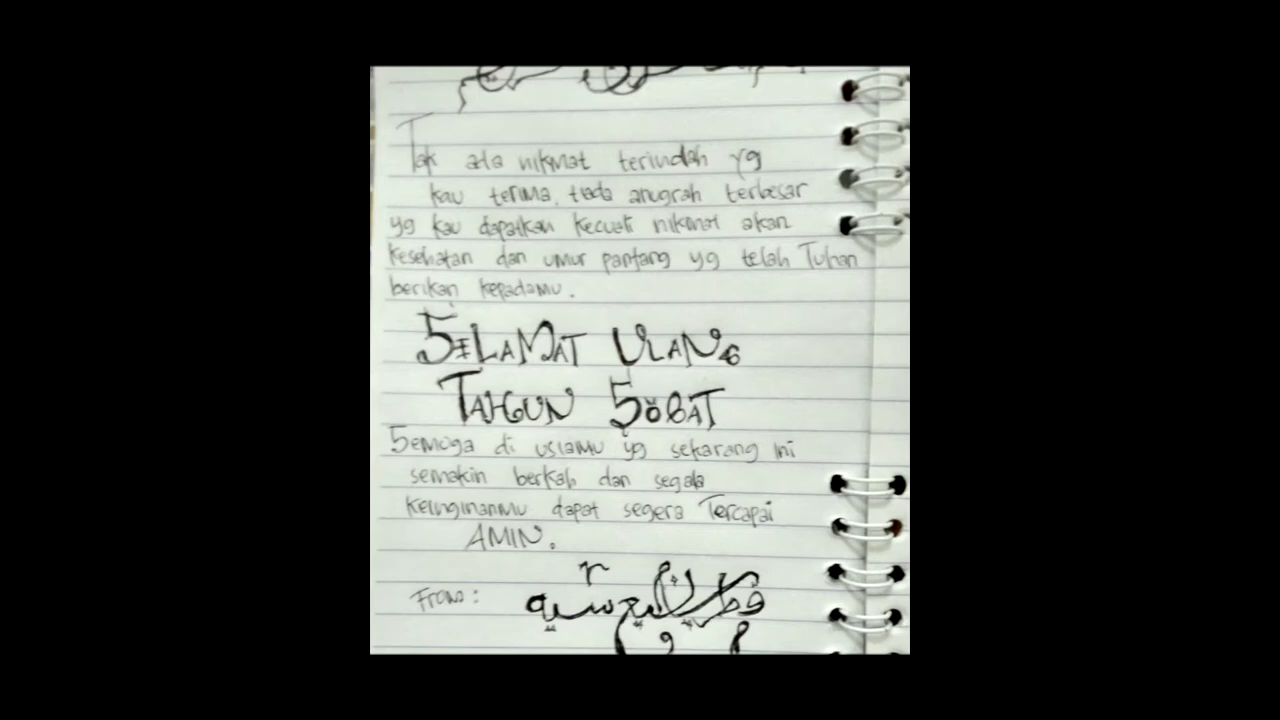 Tak ada nikmat terindah yg
kau terima, tiada anugrah terbesar
yg kau dapatkan kecuali nikmat akan
kesehatan dan umur panjang yg telah Tuhan
berikan kepadamu.
SELAMAT ULANG
TAHUN SOBAT
Semoga di usiamu yg sekarang ini
semakin berkah dan segala
keinginanmu dapat segera Tercapai
AMIN.
From: